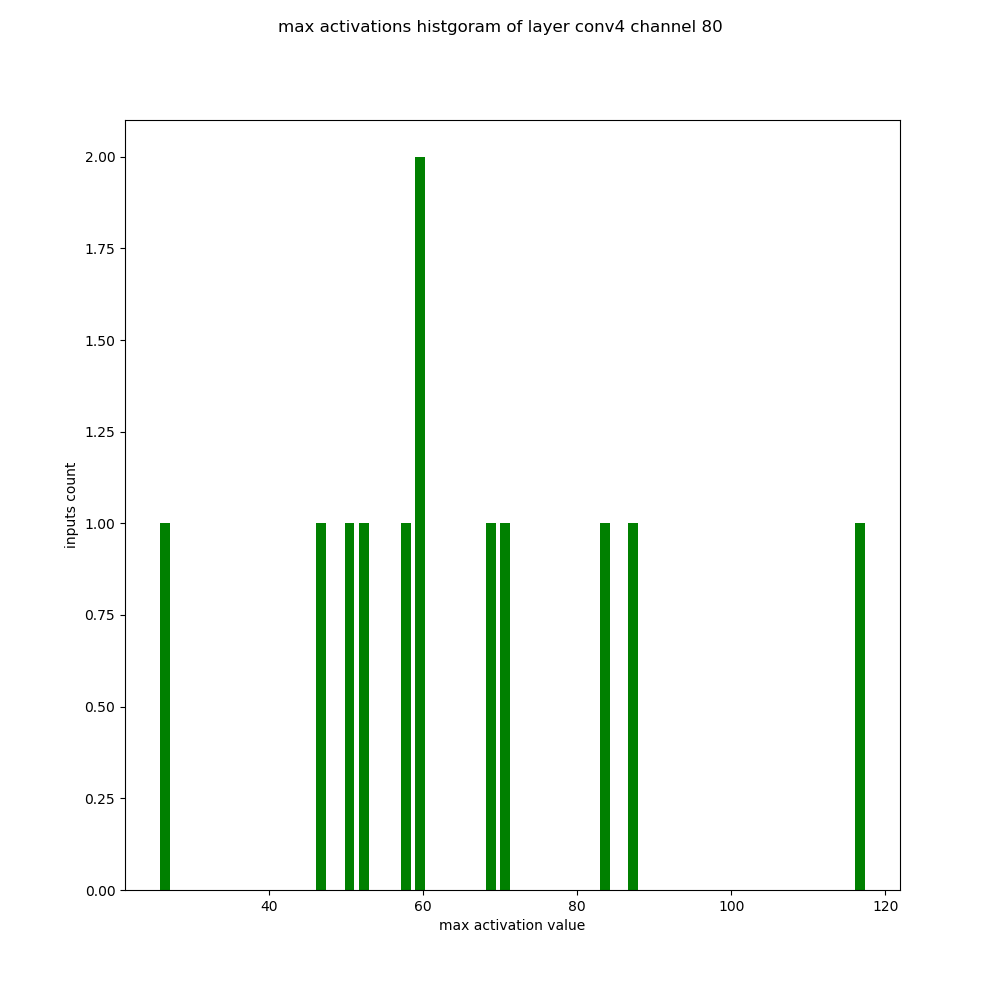 max activations histgoram of layer conv4 channel 80
2.00
1.75
1.50
1.25
1.00
0.75
0.50
0.25
0.00
inputs count
40 60 80 100 120
max activation value